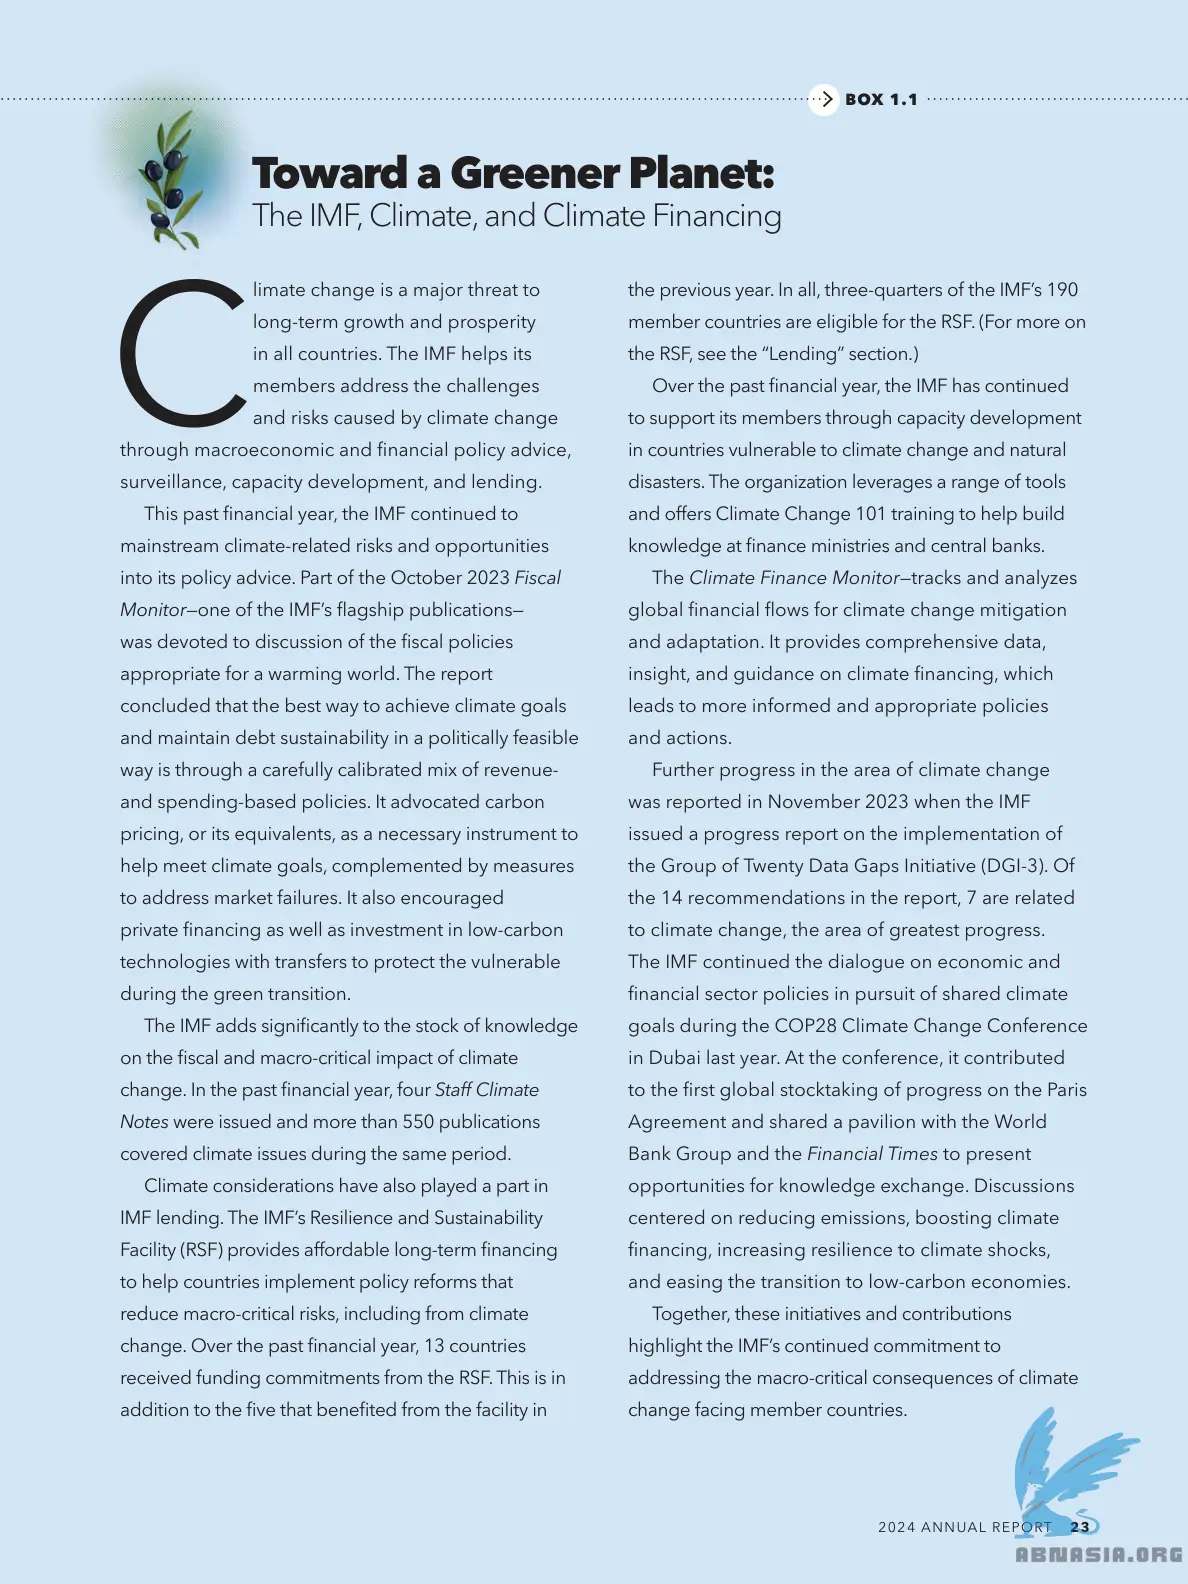 BOX 1.1
Toward a Greener Planet:
The IMF, Climate, and Climate Financing
Climate change is a major threat to
long-term growth and prosperity
in all countries. The IMF helps its
members address the challenges
and risks caused by climate change
through macroeconomic and financial policy advice,
surveillance, capacity development, and lending.
This past financial year, the IMF continued to
mainstream climate-related risks and opportunities
into its policy advice. Part of the October 2023 Fiscal
Monitor—one of the IMF's flagship publications—
was devoted to discussion of the fiscal policies
appropriate for a warming world. The report
concluded that the best way to achieve climate goals
and maintain debt sustainability in a politically feasible
way is through a carefully calibrated mix of revenue-
and spending-based policies. It advocated carbon
pricing, or its equivalents, as a necessary instrument to
help meet climate goals, complemented by measures
to address market failures. It also encouraged
private financing as well as investment in low-carbon
technologies with transfers to protect the vulnerable
during the green transition.
The IMF adds significantly to the stock of knowledge
on the fiscal and macro-critical impact of climate
change. In the past financial year, four Staff Climate
Notes were issued and more than 550 publications
covered climate issues during the same period.
Climate considerations have also played a part in
IMF lending. The IMF's Resilience and Sustainability
Facility (RSF) provides affordable long-term financing
to help countries implement policy reforms that
reduce macro-critical risks, including from climate
change. Over the past financial year, 13 countries
received funding commitments from the RSF. This is in
addition to the five that benefited from the facility in
the previous year. In all, three-quarters of the IMF's 190
member countries are eligible for the RSF. (For more on
the RSF, see the "Lending" section.)
Over the past financial year, the IMF has continued
to support its members through capacity development
in countries vulnerable to climate change and natural
disasters. The organization leverages a range of tools
and offers Climate Change 101 training to help build
knowledge at finance ministries and central banks.
The Climate Finance Monitor—tracks and analyzes
global financial flows for climate change mitigation
and adaptation. It provides comprehensive data,
insight, and guidance on climate financing, which
leads to more informed and appropriate policies
and actions.
Further progress in the area of climate change
was reported in November 2023 when the IMF
issued a progress report on the implementation of
the Group of Twenty Data Gaps Initiative (DGI-3). Of
the 14 recommendations in the report, 7 are related
to climate change, the area of greatest progress.
The IMF continued the dialogue on economic and
financial sector policies in pursuit of shared climate
goals during the COP28 Climate Change Conference
in Dubai last year. At the conference, it contributed
to the first global stocktaking of progress on the Paris
Agreement and shared a pavilion with the World
Bank Group and the Financial Times to present
opportunities for knowledge exchange. Discussions
centered on reducing emissions, boosting climate
financing, increasing resilience to climate shocks,
and easing the transition to low-carbon economies.
Together, these initiatives and contributions
highlight the IMF's continued commitment to
addressing the macro-critical consequences of climate
change facing member countries.
2024 ANNUAL REPORT 23
ABNASIA.ORG